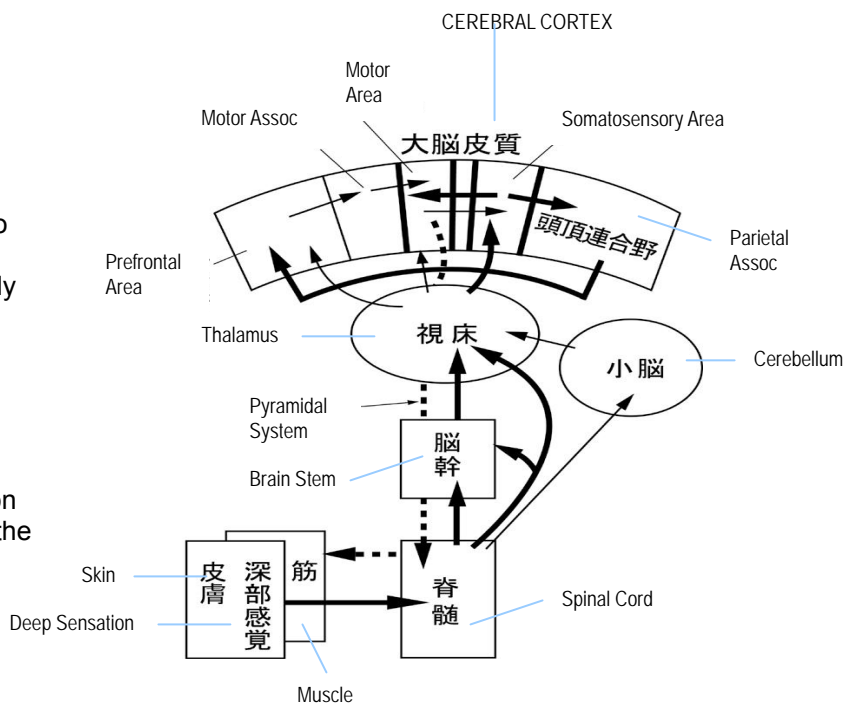 CEREBRAL CORTEX
Motor
Area
Motor Assoc
Somatosensory Area
大脳皮質
頭頂連合野
Parietal
Assoc
Prefrontal
Area
Thalamus
視床
小脳
Cerebellum
Pyramidal
System
脳幹
Brain Stem
on
the
Skin
皮膚
深部感覚
筋
脊髄
Spinal Cord
Deep Sensation
Muscle